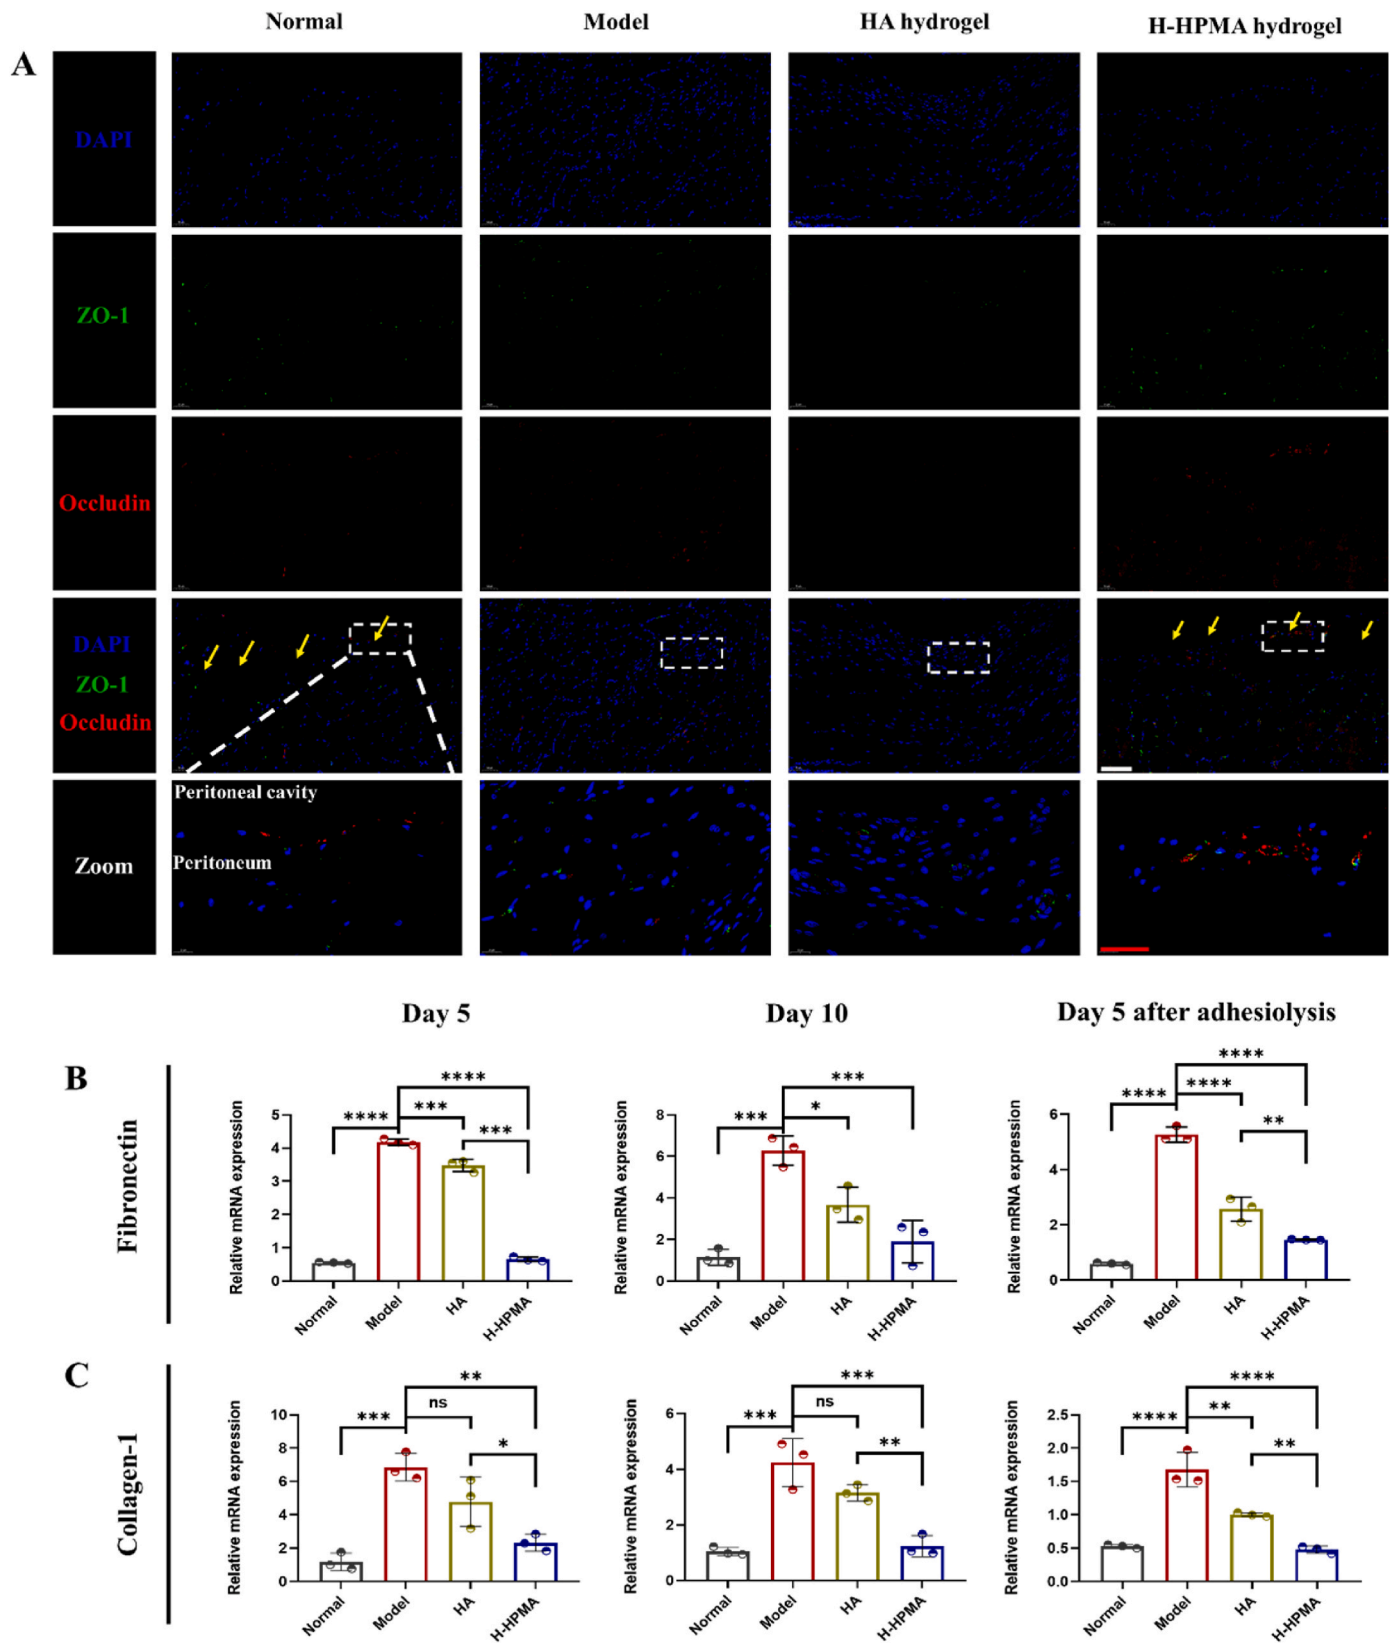 Normal Model HA hydrogel H-HPMA hydrogel
A
DAPI
ZO-1
Occludin
DAPI
ZO-1
Occludin
Zoom
Peritoneal cavity
Peritoneum
Day 5 Day 10 Day 5 after adhesiolysis
B
Fibronectin
Relative mRNA expression
5
4
3
2
1
0
**** *** **** ***
Normal Model HA H-HPMA
Relative mRNA expression
8
6
4
2
0
*** * ***
Normal Model HA H-HPMA
Relative mRNA expression
6
4
2
0
**** **** **** **
Normal Model HA H-HPMA
C
Collagen-1
Relative mRNA expression
10
8
6
4
2
0
*** ns ** *
Normal Model HA H-HPMA
Relative mRNA expression
6
4
2
0
*** ns *** **
Normal Model HA H-HPMA
Relative mRNA expression
2.5
2.0
1.5
1.0
0.5
0.0
**** ** **** **
Normal Model HA H-HPMA